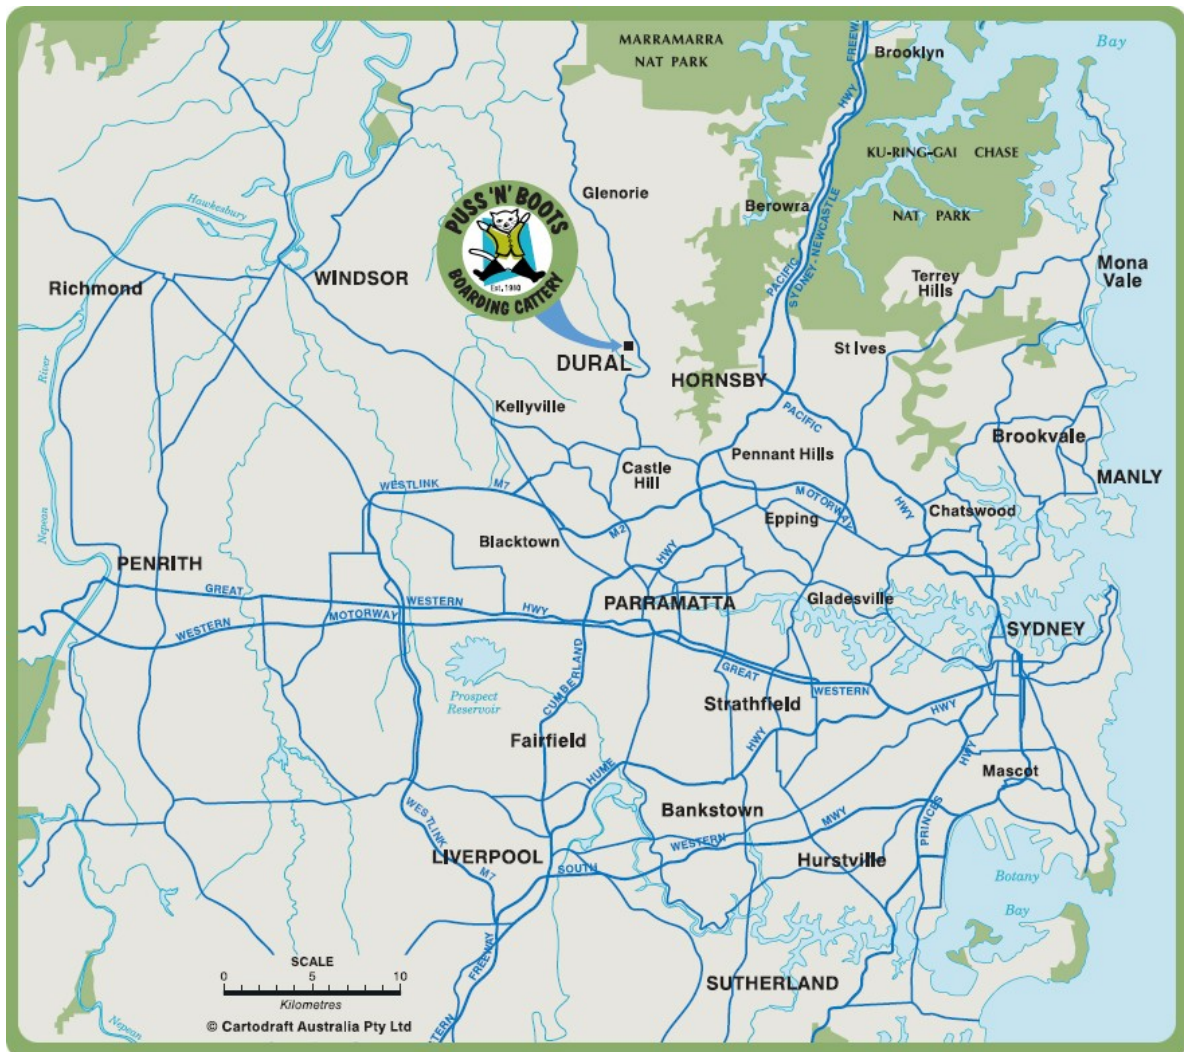 MARRAMARRA
NAT PARK
FREEWAY
Brooklyn
Bay
HWY
KU-RING-GAI CHASE
NAT PARK
Glenorie
Berowra
Hawkesbury
PUSS 'N' BOOTS
Est. 1980
BOARDING CATTERY
PACIFIC
SYDNEY - NEWCASTLE
Richmond
WINDSOR
Terrey
Hills
Mona
Vale
River
DURAL
St Ives
HORNSBY
Kellyville
PACIFIC
Brookvale
Castle
Hill
Pennant Hills
MANLY
WESTLINK
M7
MOTORWAY
HWY
Chatswood
Nepean
M2
Epping
Blacktown
HWY
PENRITH
GREAT
WESTERN
HWY
PARRAMATTA
Gladesville
WESTERN
MOTORWAY
SYDNEY
CUMBERLAND
Prospect
Reservoir
GREAT
WESTERN
Strathfield
HWY
HWY
Fairfield
HWY
HUME
Mascot
Bankstown
WESTLINK
M7
PRINCES
MWY
WESTERN
LIVERPOOL
SOUTH
Hurstville
Botany
Bay
FREEWAY
SCALE
0 5 10
Kilometres
SUTHERLAND
© Cartodraft Australia Pty Ltd
Nepean